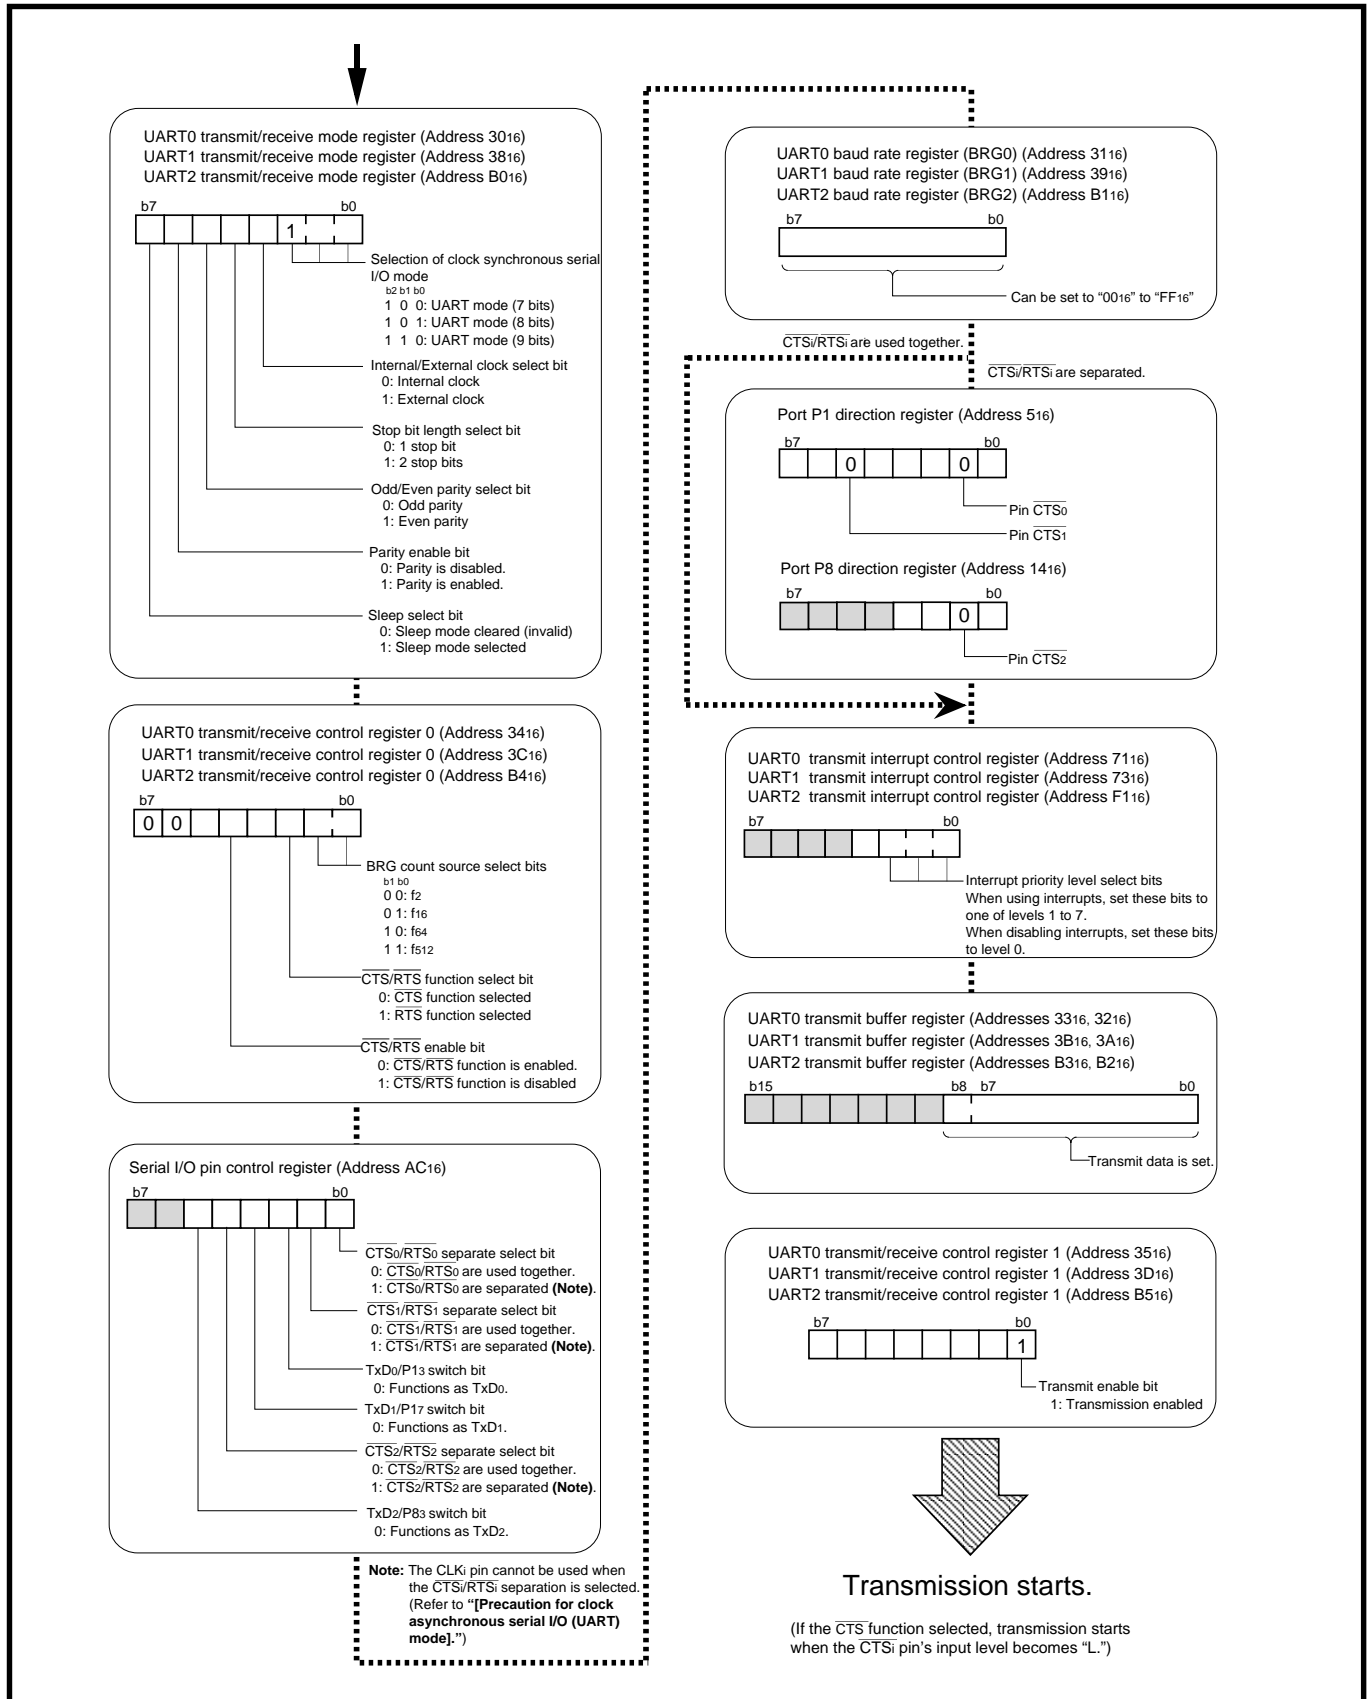 UART0 transmit/receive mode register (Address 3016)
UART1 transmit/receive mode register (Address 3816)
UART2 transmit/receive mode register (Address B016)
b7 b0
1
Selection of clock synchronous serial
I/O mode
b2 b1 b0
1 0 0: UART mode (7 bits)
1 0 1: UART mode (8 bits)
1 1 0: UART mode (9 bits)
Internal/External clock select bit
0: Internal clock
1: External clock
Stop bit length select bit
0: 1 stop bit
1: 2 stop bits
Odd/Even parity select bit
0: Odd parity
1: Even parity
Parity enable bit
0: Parity is disabled.
1: Parity is enabled.
Sleep select bit
0: Sleep mode cleared (invalid)
1: Sleep mode selected
UART0 transmit/receive control register 0 (Address 3416)
UART1 transmit/receive control register 0 (Address 3C16)
UART2 transmit/receive control register 0 (Address B416)
b7 b0
0 0
BRG count source select bits
b1 b0
0 0: f2
0 1: f16
1 0: f64
1 1: f512
CTS/RTS function select bit
0: CTS function selected
1: RTS function selected
CTS/RTS enable bit
0: CTS/RTS function is enabled.
1: CTS/RTS function is disabled
Serial I/O pin control register (Address AC16)
b7 b0
CTS0/RTS0 separate select bit
0: CTS0/RTS0 are used together.
1: CTS0/RTS0 are separated (Note).
CTS1/RTS1 separate select bit
0: CTS1/RTS1 are used together.
1: CTS1/RTS1 are separated (Note).
TxD0/P13 switch bit
0: Functions as TxD0.
TxD1/P17 switch bit
0: Functions as TxD1.
CTS2/RTS2 separate select bit
0: CTS2/RTS2 are used together.
1: CTS2/RTS2 are separated (Note).
TxD2/P83 switch bit
0: Functions as TxD2.
Note: The CLKi pin cannot be used when
the CTSi/RTSi separation is selected.
(Refer to “[Precaution for clock
asynchronous serial I/O (UART)
mode].”)
UART0 baud rate register (BRG0) (Address 3116)
UART1 baud rate register (BRG1) (Address 3916)
UART2 baud rate register (BRG2) (Address B116)
b7 b0
Can be set to “0016” to “FF16”
CTSi/RTSi are used together.
CTSi/RTSi are separated.
Port P1 direction register (Address 516)
b7 b0
0 0
Pin CTS0
Pin CTS1
Port P8 direction register (Address 1416)
b7 b0
0
Pin CTS2
UART0 transmit interrupt control register (Address 7116)
UART1 transmit interrupt control register (Address 7316)
UART2 transmit interrupt control register (Address F116)
b7 b0
Interrupt priority level select bits
When using interrupts, set these bits to
one of levels 1 to 7.
When disabling interrupts, set these bits
to level 0.
UART0 transmit buffer register (Addresses 3316, 3216)
UART1 transmit buffer register (Addresses 3B16, 3A16)
UART2 transmit buffer register (Addresses B316, B216)
b15 b8 b7 b0
Transmit data is set.
UART0 transmit/receive control register 1 (Address 3516)
UART1 transmit/receive control register 1 (Address 3D16)
UART2 transmit/receive control register 1 (Address B516)
b7 b0
1
Transmit enable bit
1: Transmission enabled
Transmission starts.
(If the CTS function selected, transmission starts
when the CTSi pin’s input level becomes “L.”)